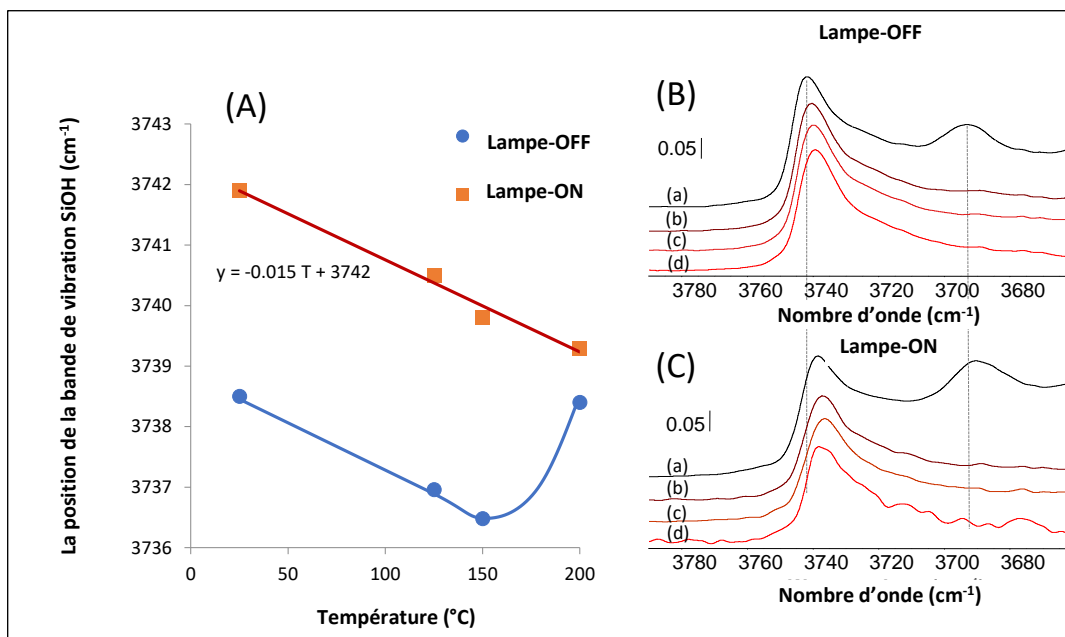 (A)
La position de la bande de vibration SiOH (cm-1)
3743
3742
3741
3740
3739
3738
3737
3736
Lampe-OFF
Lampe-ON
y = -0.015 T + 3742
0
50
100
150
200
Température (°C)
Lampe-OFF
(B)
0.05
(a)
(b)
(c)
(d)
3780
3760
3740
3720
3700
3680
Nombre d’onde (cm-1)
Lampe-ON
(C)
0.05
(a)
(b)
(c)
(d)
3780
3760
3740
3720
3700
3680
Nombre d’onde (cm-1)